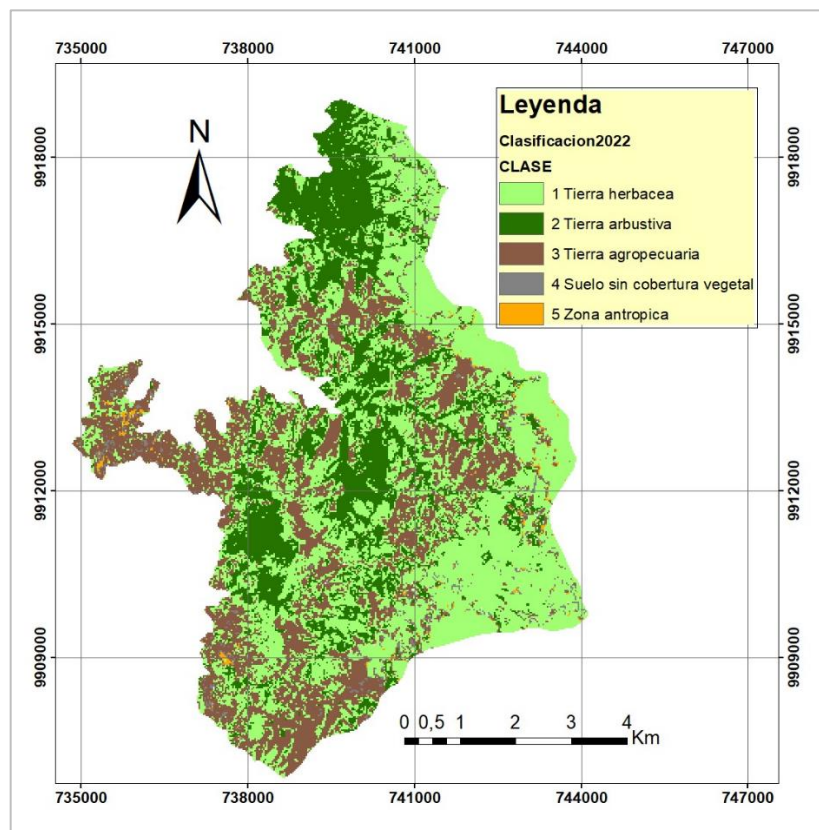 735000 738000 741000 744000 747000
N
Leyenda
Clasificacion2022
CLASE
1 Tierra herbacea
2 Tierra arbustiva
3 Tierra agropecuaria
4 Suelo sin cobertura vegetal
5 Zona antropica
9918000 9918000
9915000 9915000
9912000 9912000
9909000 9909000
0 0,5 1 2 3 4
Km
735000 738000 741000 744000 747000